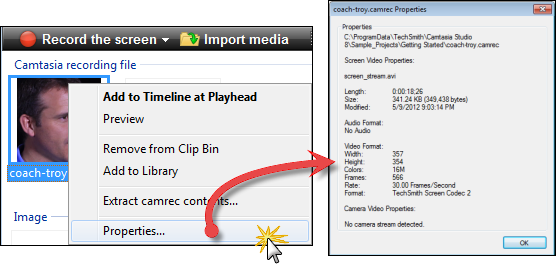 Record the screen
Import media
Camtasia recording file
coach-troy
Add to Timeline at Playhead
Preview
Remove from Clip Bin
Add to Library
Extract camrec contents...
Properties...
Image
coach-troy.camrec Properties
Properties
C:\ProgramData\TechSmith\Camtasia Studio
8\Sample_Projects\Getting Started\coach-troy.camrec
Screen Video Properties:
screen_stream.avi
Length: 0:00:18;26
Size: 341.24 KB (349,438 bytes)
Modified: 5/9/2012 9:03:14 PM
Audio Format:
No Audio
Video Format:
Width: 357
Height: 354
Colors: 16M
Frames: 566
Rate: 30.00 Frames/Second
Format: TechSmith Screen Codec 2
Camera Video Properties:
No camera stream detected.
OK